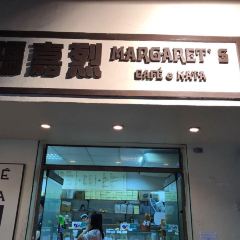 瑪嘉烈 MARGARET'S
CAFÉ e NATA